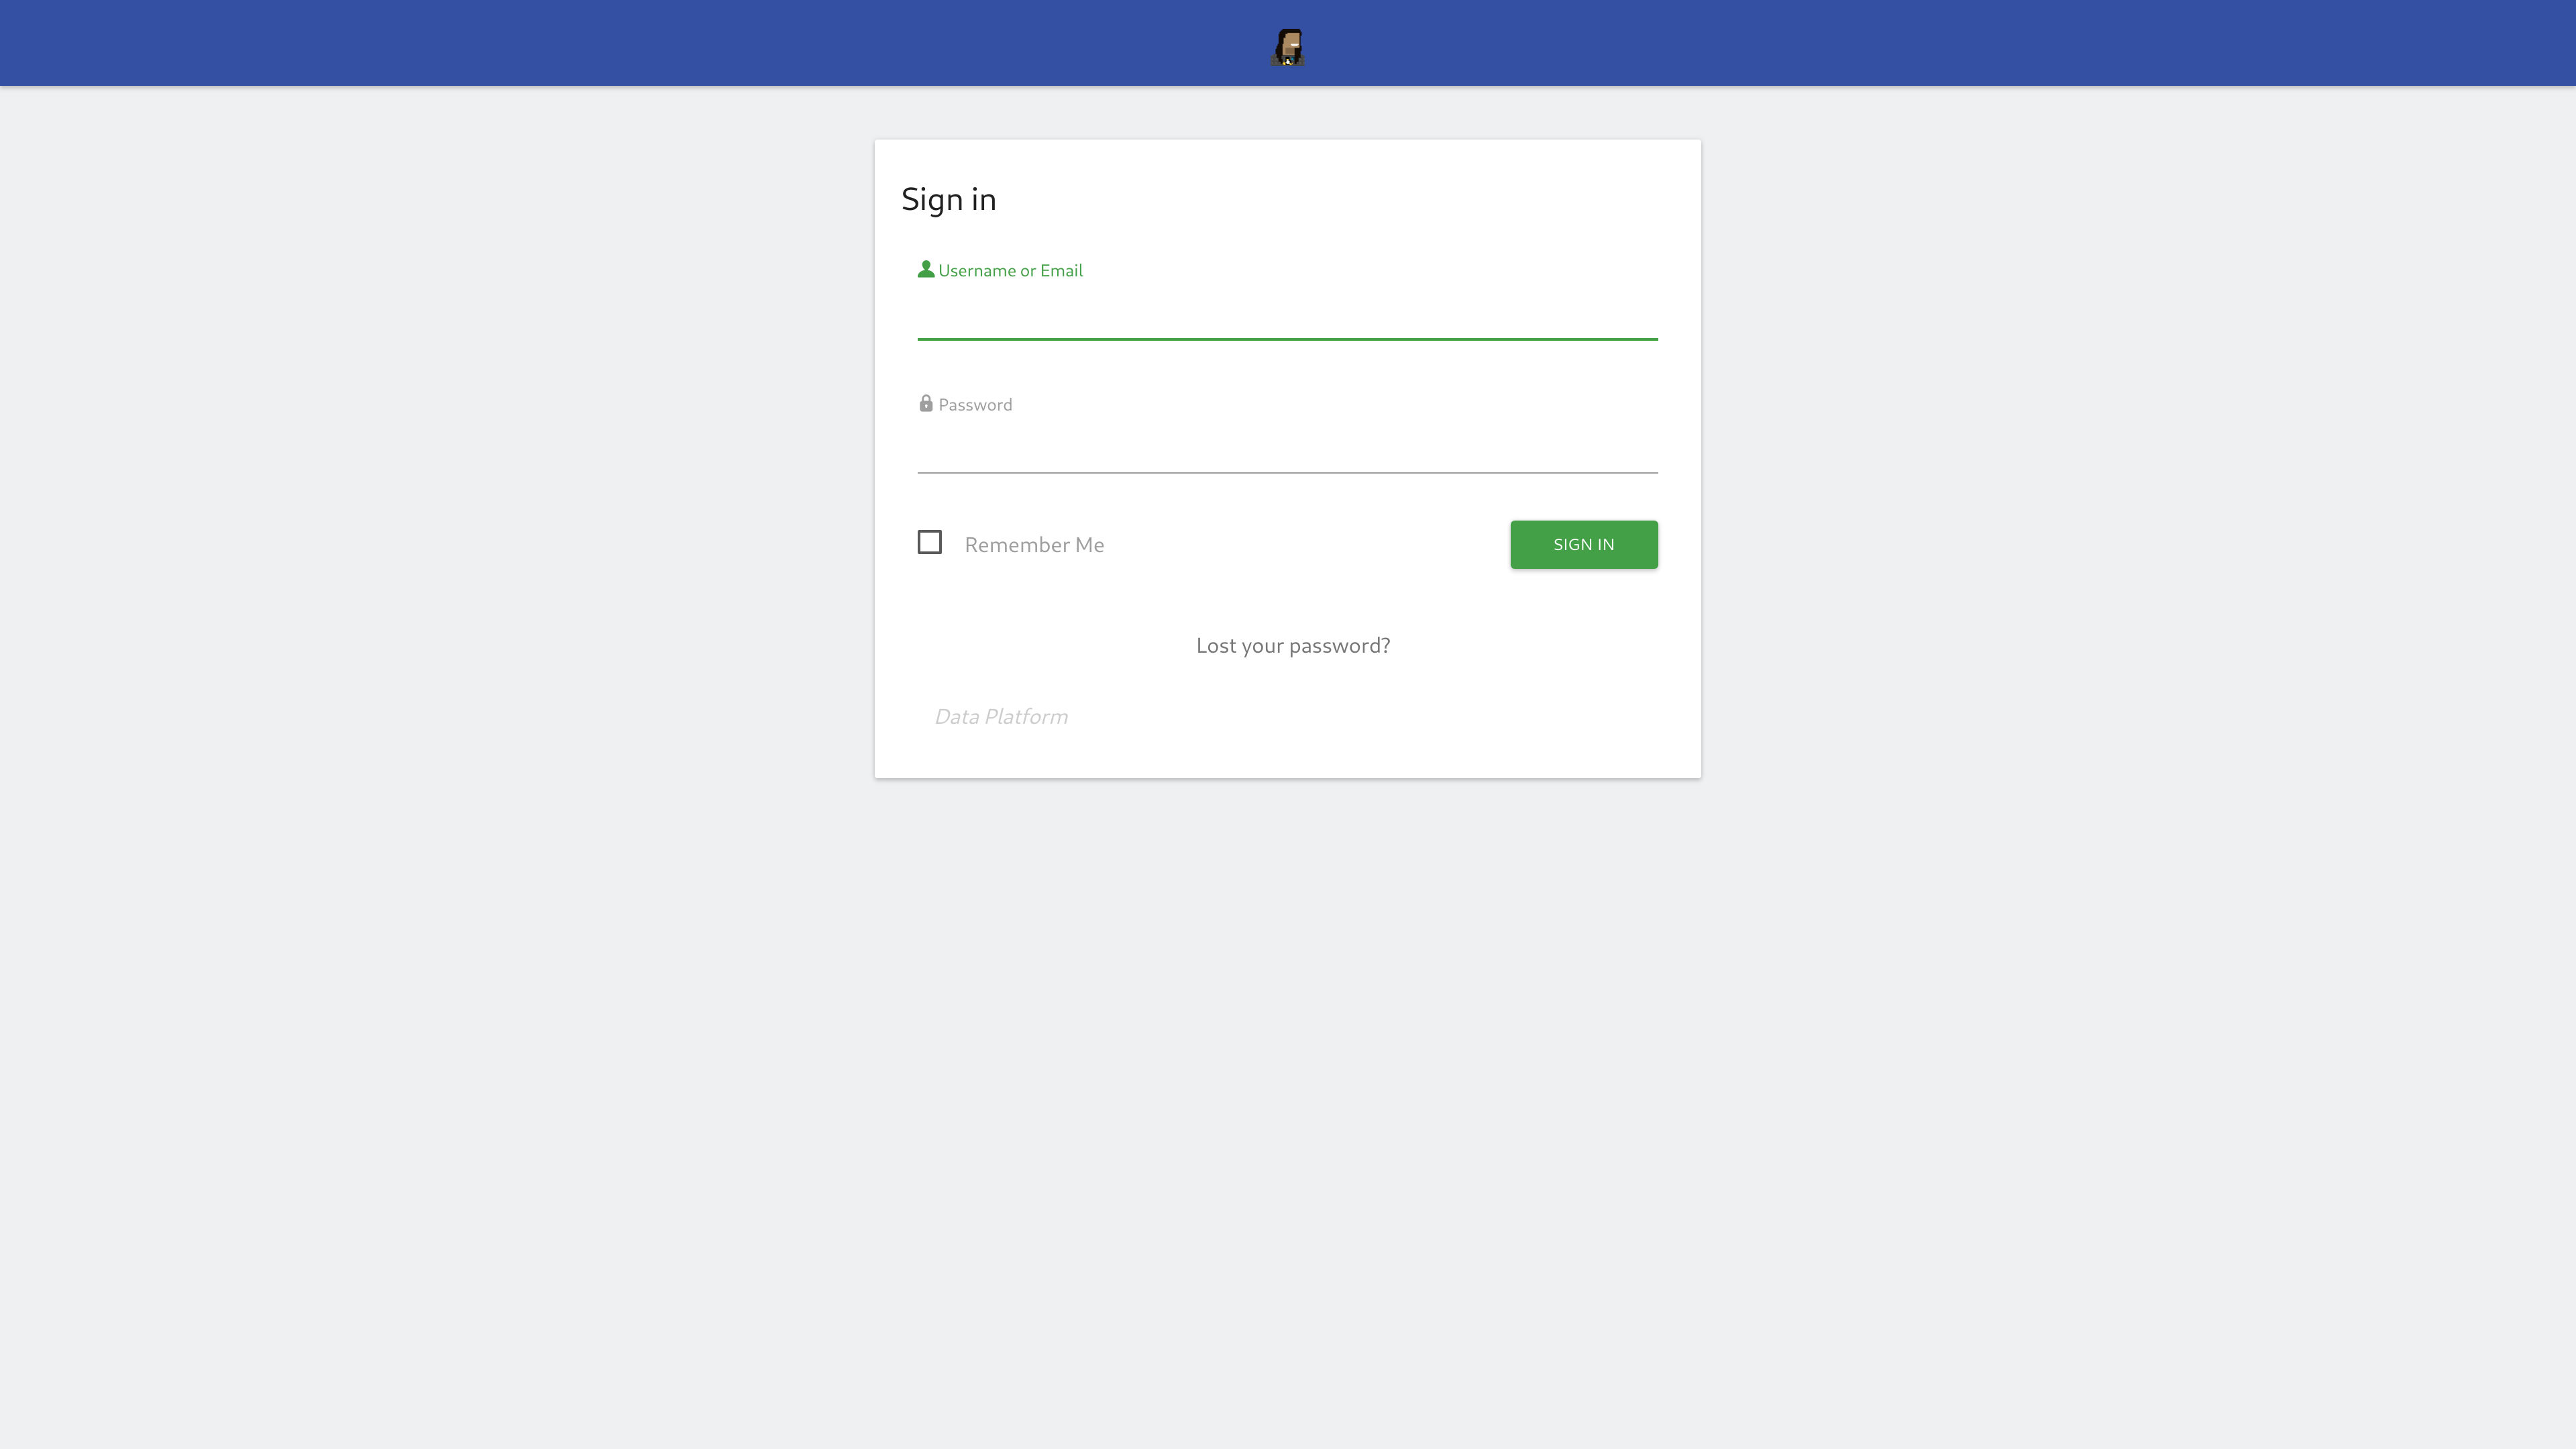 Sign in
Username or Email
Password
Remember Me
SIGN IN
Lost your password?
Data Platform